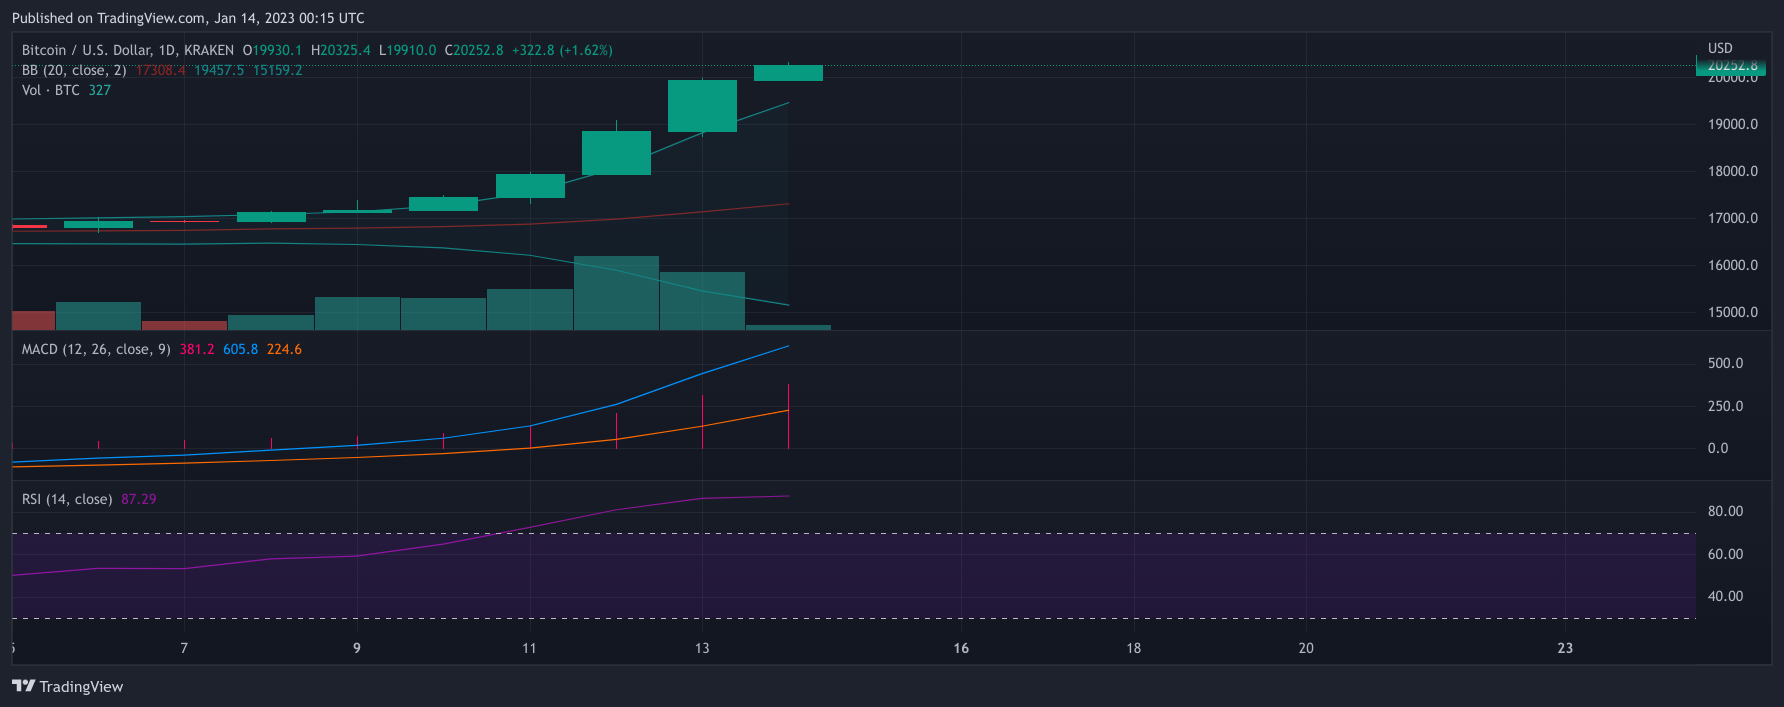 Published on TradingView.com, Jan 14, 2023 00:15 UTC
Bitcoin / U.S. Dollar, 1D, KRAKEN O19930.1 H20325.4 L19910.0 C20252.8 +322.8 (+1.62%)
USD
BB (20, close, 2) 17308.4 19457.5 15159.2
20252.8
20000.0
Vol · BTC 327
19000.0
18000.0
17000.0
16000.0
15000.0
MACD (12, 26, close, 9) 381.2 605.8 224.6
500.0
250.0
0.0
RSI (14, close) 87.29
80.00
60.00
40.00
7 9 11 13 16 18 20 23
TradingView